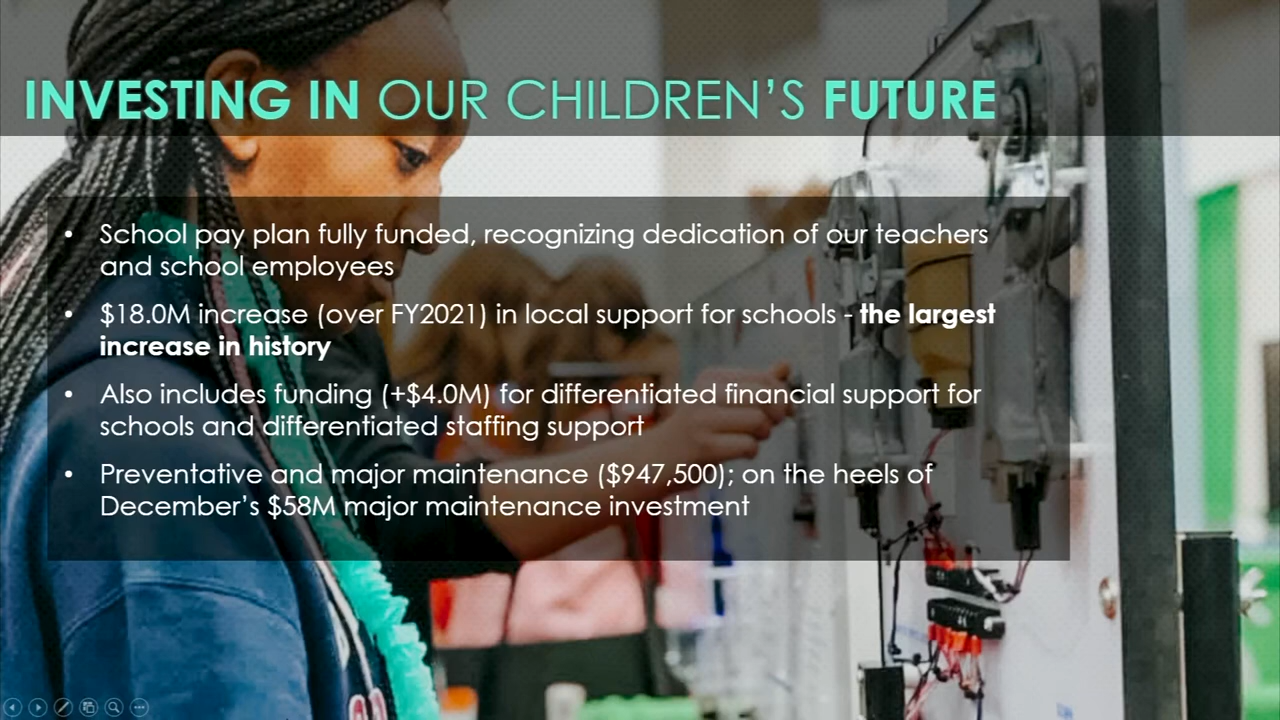 INVESTING IN OUR CHILDREN’S FUTURE
• School pay plan fully funded, recognizing dedication of our teachers
and school employees
• $18.0M increase (over FY2021) in local support for schools - the largest
increase in history
• Also includes funding (+$4.0M) for differentiated financial support for
schools and differentiated staffing support
• Preventative and major maintenance ($947,500); on the heels of
December’s $58M major maintenance investment